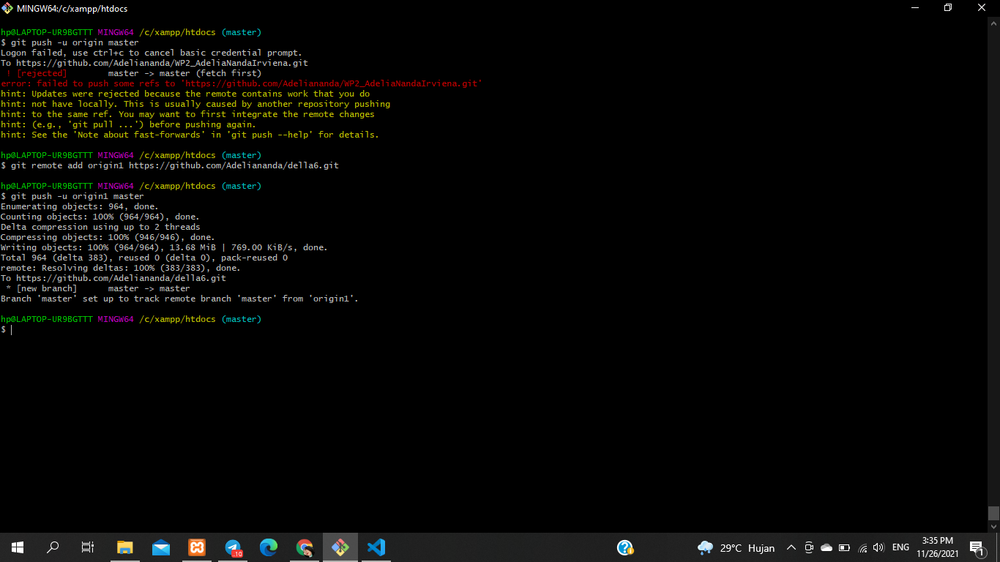 MINGW64:/c/xampp/htdocs
hp@LAPTOP-UR9BGTTT MINGW64 /c/xampp/htdocs (master)
$ git push -u origin master
Logon failed, use ctrl+c to cancel basic credential prompt.
To https://github.com/Adeliananda/WP2_AdeliaNandaIrviena.git
 ! [rejected]        master -> master (fetch first)
error: failed to push some refs to 'https://github.com/Adeliananda/WP2_AdeliaNandaIrviena.git'
hint: Updates were rejected because the remote contains work that you do
hint: not have locally. This is usually caused by another repository pushing
hint: to the same ref. You may want to first integrate the remote changes
hint: (e.g., 'git pull ...') before pushing again.
hint: See the 'Note about fast-forwards' in 'git push --help' for details.
hp@LAPTOP-UR9BGTTT MINGW64 /c/xampp/htdocs (master)
$ git remote add origin1 https://github.com/Adeliananda/della6.git
hp@LAPTOP-UR9BGTTT MINGW64 /c/xampp/htdocs (master)
$ git push -u origin1 master
Enumerating objects: 964, done.
Counting objects: 100% (964/964), done.
Delta compression using up to 2 threads
Compressing objects: 100% (946/946), done.
Writing objects: 100% (964/964), 13.68 MiB | 769.00 KiB/s, done.
Total 964 (delta 383), reused 0 (delta 0), pack-reused 0
remote: Resolving deltas: 100% (383/383), done.
To https://github.com/Adeliananda/della6.git
 * [new branch]      master -> master
Branch 'master' set up to track remote branch 'master' from 'origin1'.
hp@LAPTOP-UR9BGTTT MINGW64 /c/xampp/htdocs (master)
$
29°C Hujan
ENG
3:35 PM
11/26/2021
1